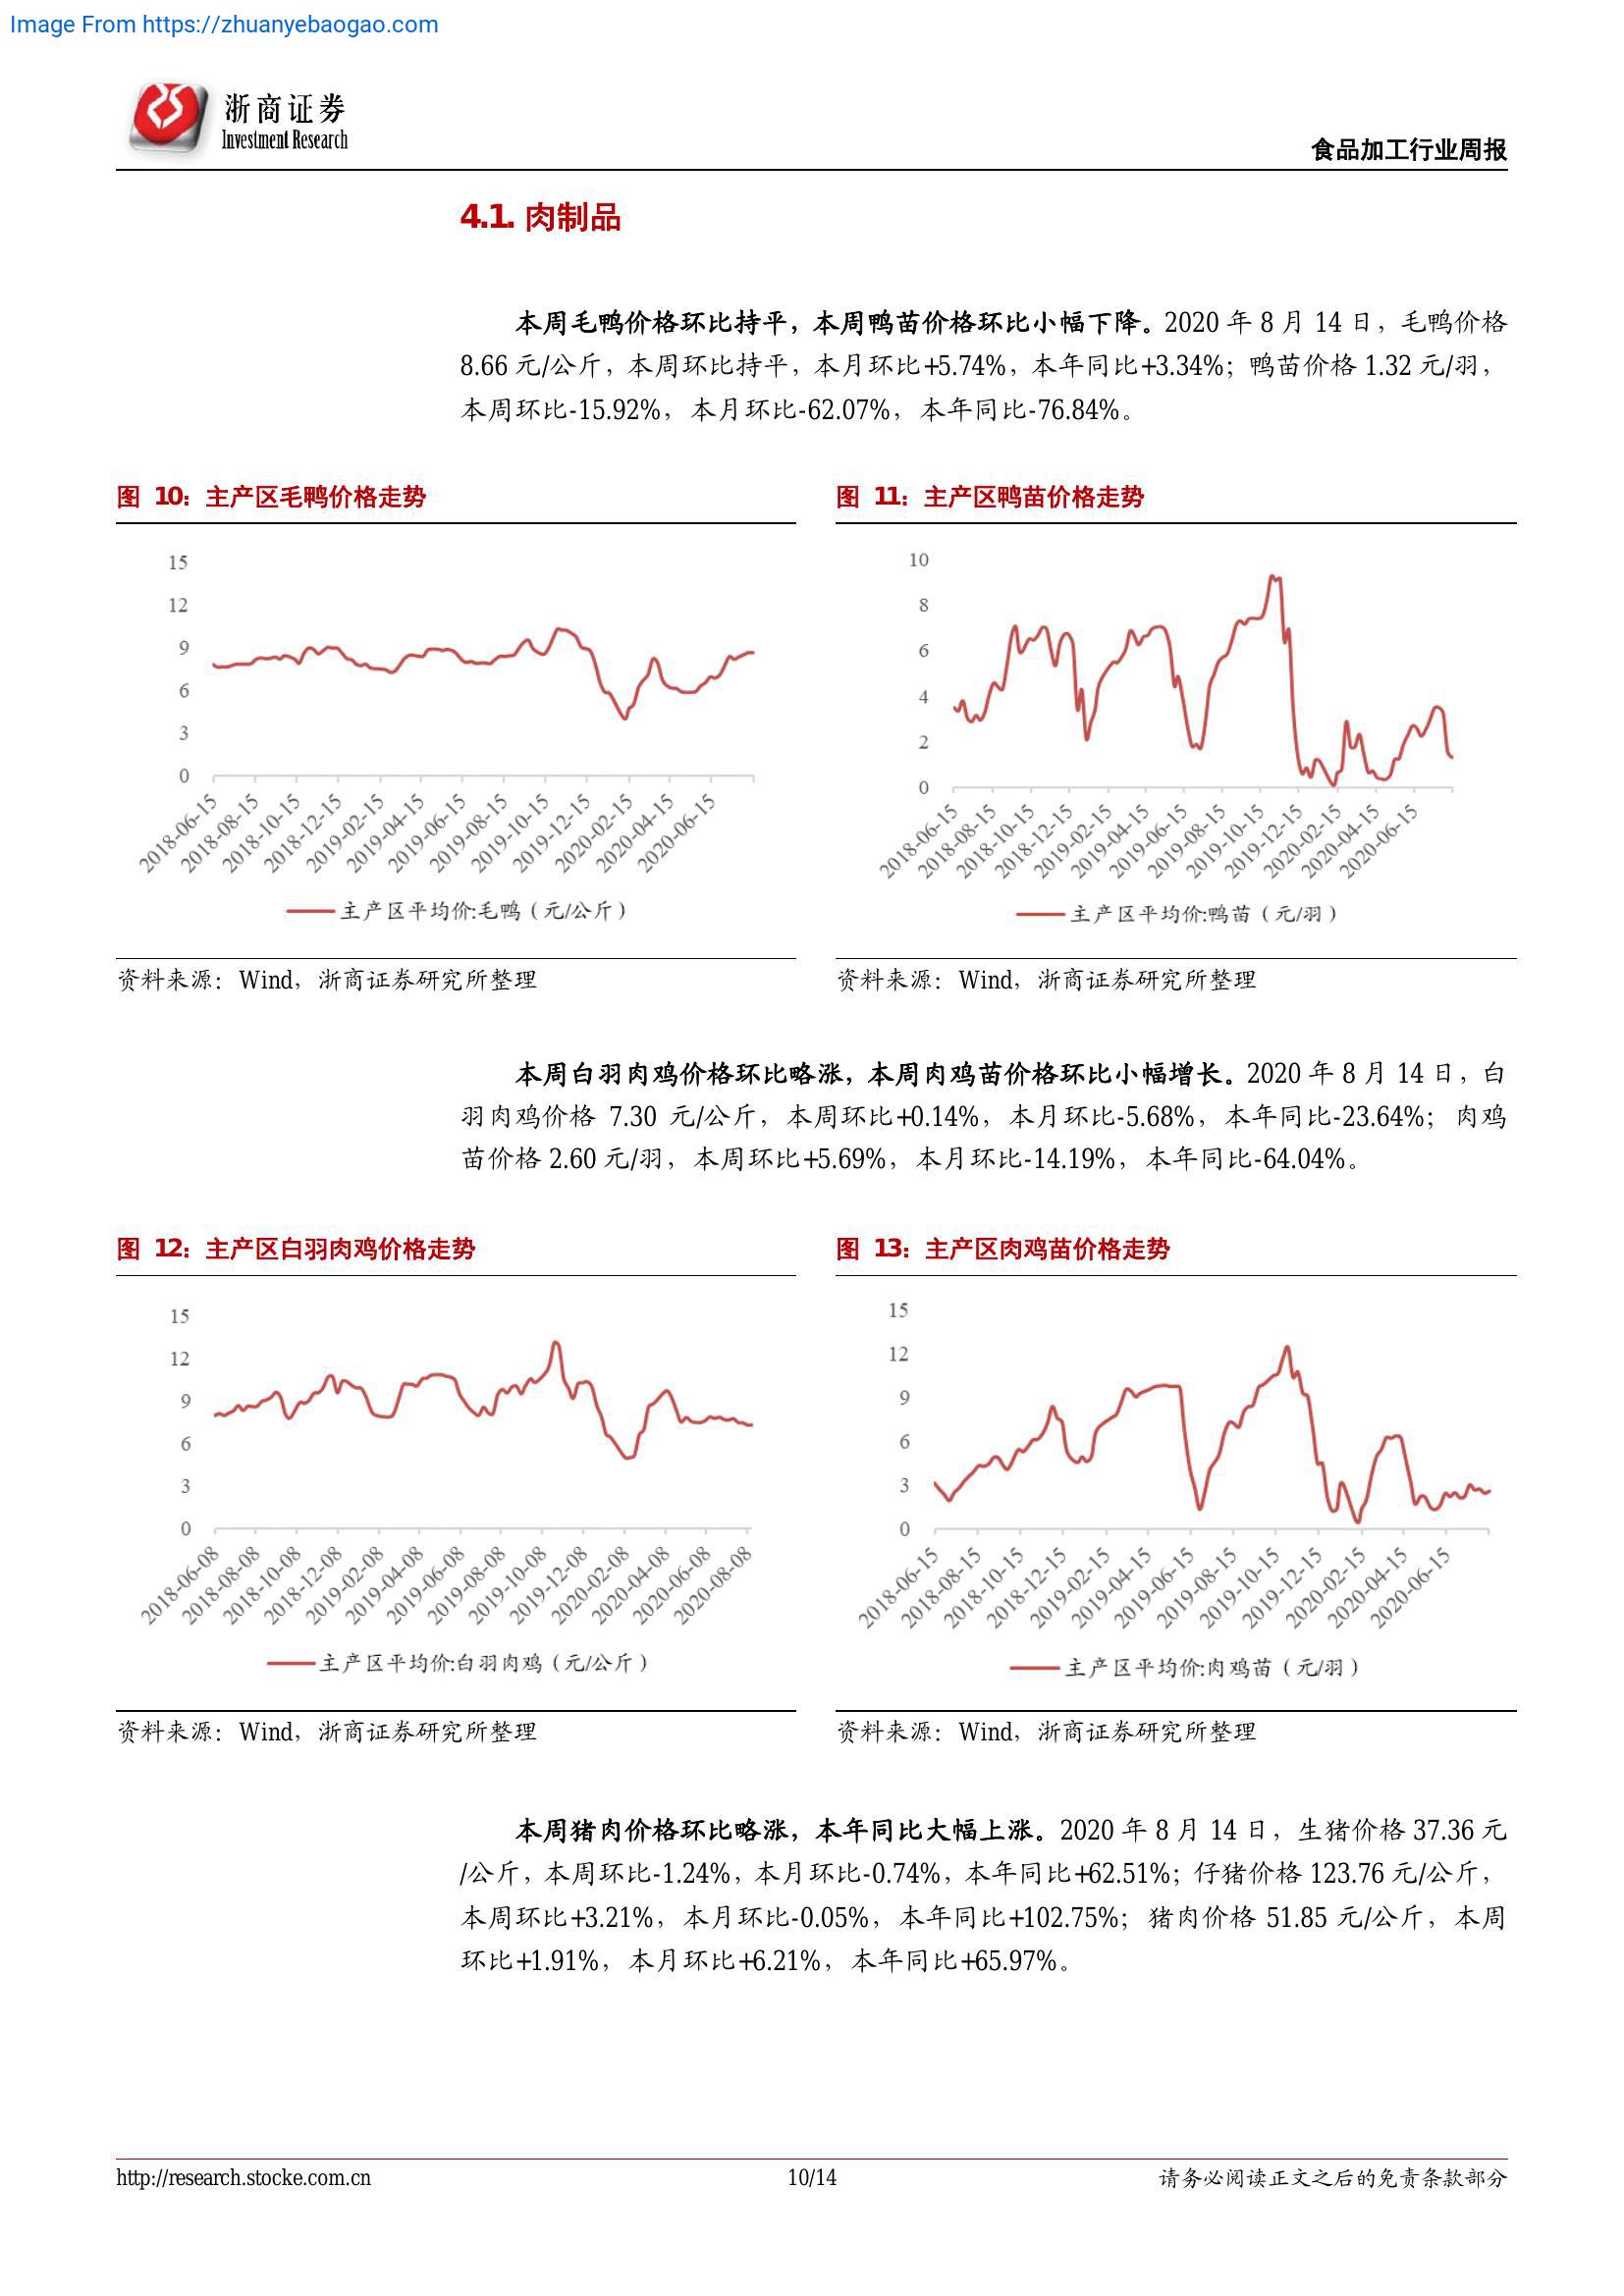 Image From https://zhuanyebaogao.com
浙商证券
Investment Research
食品加工行业周报
4.1. 肉制品
本周毛鸭价格环比持平，本周鸭苗价格环比小幅下降。2020 年 8 月 14 日，毛鸭价格
8.66 元/公斤，本周环比持平，本月环比+5.74%，本年同比+3.34%；鸭苗价格 1.32 元/羽，
本周环比-15.92%，本月环比-62.07%，本年同比-76.84%。
图 10：主产区毛鸭价格走势
15
12
9
6
3
0
2018-06-15
2018-08-15
2018-10-15
2018-12-15
2019-02-15
2019-04-15
2019-06-15
2019-08-15
2019-10-15
2019-12-15
2020-02-15
2020-04-15
2020-06-15
主产区平均价:毛鸭（元/公斤）
资料来源：Wind，浙商证券研究所整理
图 11：主产区鸭苗价格走势
10
8
6
4
2
0
2018-06-15
2018-08-15
2018-10-15
2018-12-15
2019-02-15
2019-04-15
2019-06-15
2019-08-15
2019-10-15
2019-12-15
2020-02-15
2020-04-15
2020-06-15
主产区平均价:鸭苗（元/羽）
资料来源：Wind，浙商证券研究所整理
本周白羽肉鸡价格环比略涨，本周肉鸡苗价格环比小幅增长。2020 年 8 月 14 日，白
羽肉鸡价格 7.30 元/公斤，本周环比+0.14%，本月环比-5.68%，本年同比-23.64%；肉鸡
苗价格 2.60 元/羽，本周环比+5.69%，本月环比-14.19%，本年同比-64.04%。
图 12：主产区白羽肉鸡价格走势
15
12
9
6
3
0
2018-06-08
2018-08-08
2018-10-08
2018-12-08
2019-02-08
2019-04-08
2019-06-08
2019-08-08
2019-10-08
2019-12-08
2020-02-08
2020-04-08
2020-06-08
2020-08-08
主产区平均价:白羽肉鸡（元/公斤）
资料来源：Wind，浙商证券研究所整理
图 13：主产区肉鸡苗价格走势
15
12
9
6
3
0
2018-06-15
2018-08-15
2018-10-15
2018-12-15
2019-02-15
2019-04-15
2019-06-15
2019-08-15
2019-10-15
2019-12-15
2020-02-15
2020-04-15
2020-06-15
主产区平均价:肉鸡苗（元/羽）
资料来源：Wind，浙商证券研究所整理
本周猪肉价格环比略涨，本年同比大幅上涨。2020 年 8 月 14 日，生猪价格 37.36 元
/公斤，本周环比-1.24%，本月环比-0.74%，本年同比+62.51%；仔猪价格 123.76 元/公斤，
本周环比+3.21%，本月环比-0.05%，本年同比+102.75%；猪肉价格 51.85 元/公斤，本周
环比+1.91%，本月环比+6.21%，本年同比+65.97%。
http://research.stocke.com.cn
10/14
请务必阅读正文之后的免责条款部分